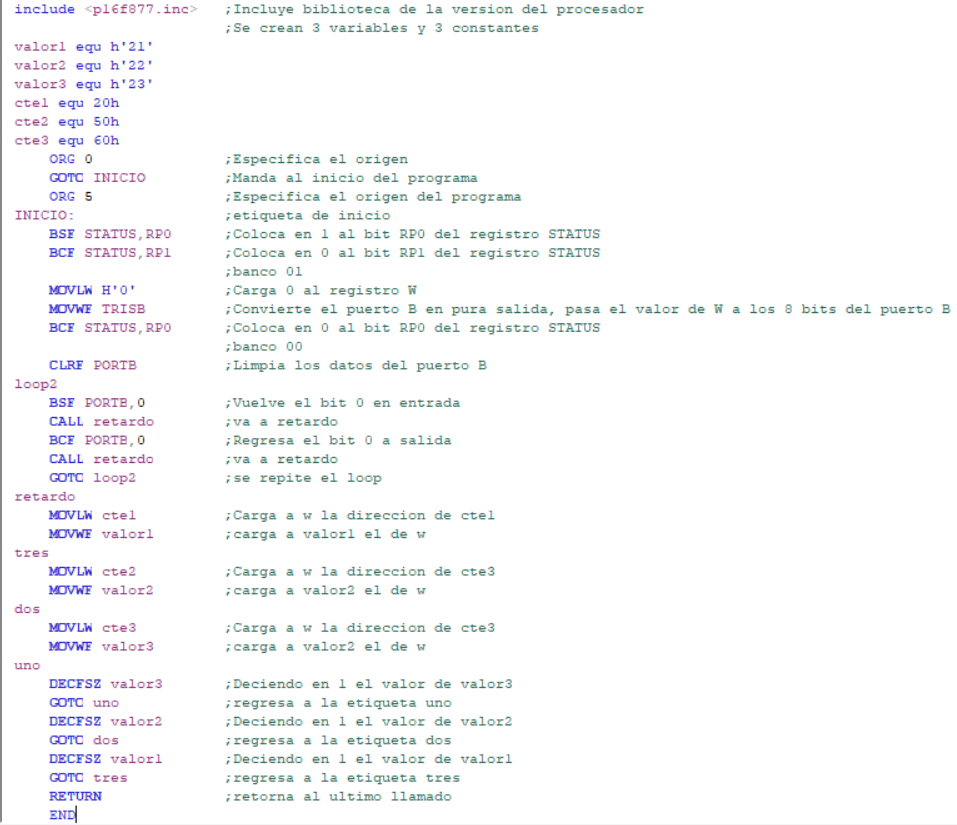 include <p16f877.inc> ;Incluye biblioteca de la version del procesador
;Se crean 3 variables y 3 constantes
valor1 equ h'21'
valor2 equ h'22'
valor3 equ h'23'
cte1 equ 20h
cte2 equ 50h
cte3 equ 60h
ORG 0 ;Especifica el origen
GOTO INICIO ;Manda al inicio del programa
ORG 5 ;Especifica el origen del programa
INICIO: ;etiqueta de inicio
BSF STATUS,RP0 ;Coloca en 1 al bit RP0 del registro STATUS
BCF STATUS,RP1 ;Coloca en 0 al bit RP1 del registro STATUS
;banco 01
MOVLW H'0' ;Carga 0 al registro W
MOVWF TRISB ;Convierte el puerto B en pura salida, pasa el valor de W a los 8 bits del puerto B
BCF STATUS,RP0 ;Coloca en 0 al bit RP0 del registro STATUS
;banco 00
CLRF PORTB ;Limpia los datos del puerto B
loop2
BSF PORTB,0 ;Vuelve el bit 0 en entrada
CALL retardo ;va a retardo
BCF PORTB,0 ;Regresa el bit 0 a salida
CALL retardo ;va a retardo
GOTO loop2 ;se repite el loop
retardo
MOVLW cte1 ;Carga a w la direccion de cte1
MOVWF valor1 ;carga a valor1 el de w
tres
MOVLW cte2 ;Carga a w la direccion de cte3
MOVWF valor2 ;carga a valor2 el de w
dos
MOVLW cte3 ;Carga a w la direccion de cte3
MOVWF valor3 ;carga a valor2 el de w
uno
DECFSZ valor3 ;Deciendo en 1 el valor de valor3
GOTO uno ;regresa a la etiqueta uno
DECFSZ valor2 ;Deciendo en 1 el valor de valor2
GOTO dos ;regresa a la etiqueta dos
DECFSZ valor1 ;Deciendo en 1 el valor de valor1
GOTO tres ;regresa a la etiqueta tres
RETURN ;retorna al ultimo llamado
END